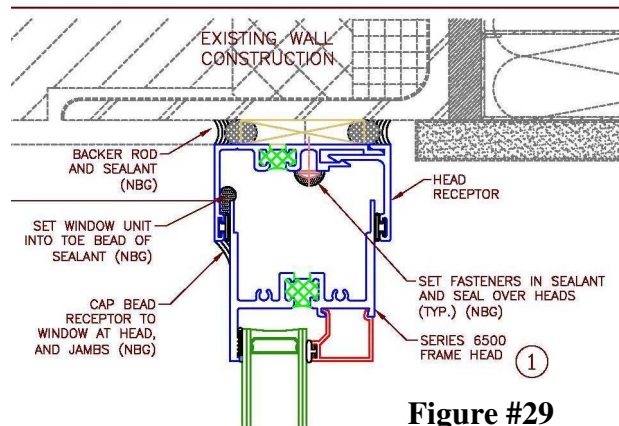 EXISTING WALL
CONSTRUCTION
BACKER ROD
AND SEALANT
(NBG)
HEAD
RECEPTOR
SET WINDOW UNIT
INTO TOE BEAD OF
SEALANT (NBG)
SET FASTENERS IN SEALANT
AND SEAL OVER HEADS
(TYP.) (NBG)
CAP BEAD
RECEPTOR TO
WINDOW AT HEAD,
AND JAMBS (NBG)
SERIES 6500
FRAME HEAD
1
Figure #29